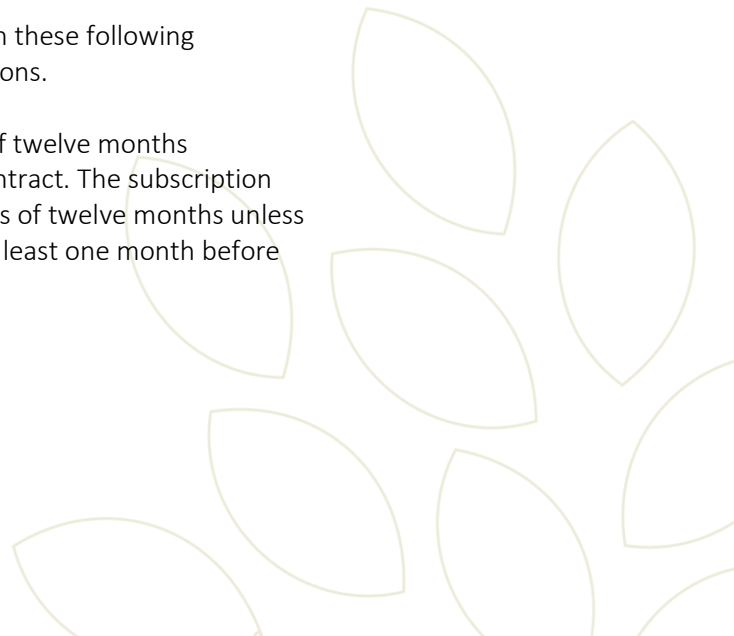 n these following
ons.
f twelve months
ntract. The subscription
s of twelve months unless
least one month before